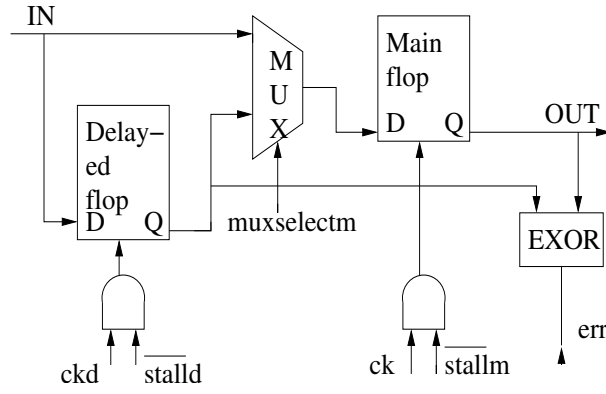 IN
M
U
X
Main
flop
D Q
OUT
Delay-
ed
flop
D Q
muxselectm
EXOR
err
ckd
stalld
ck
stallm